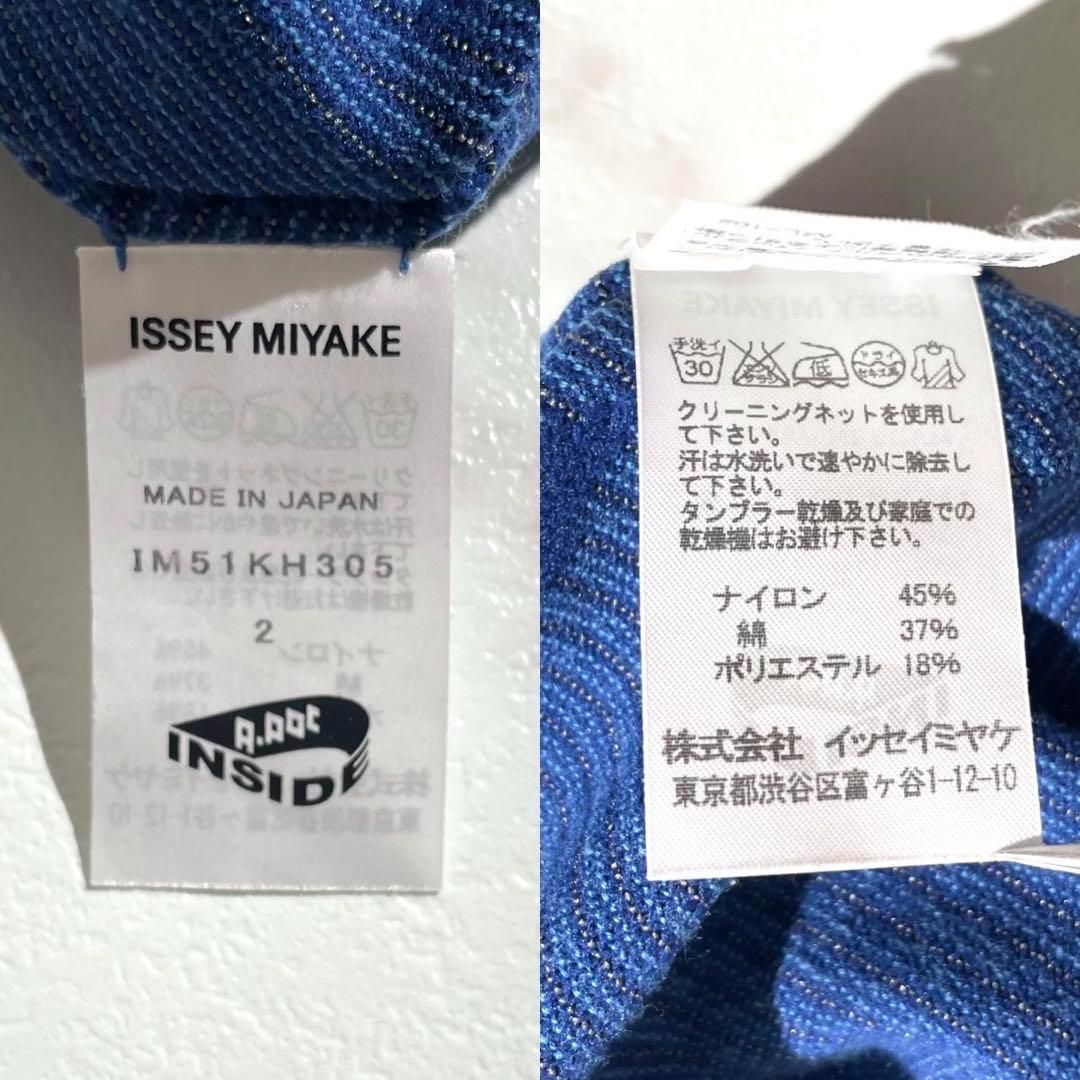 ISSEY MIYAKE
MADE IN JAPAN
IM51KH305
2
A.POC
INSIDE
手洗イ
30
低
ドライ
セキユ系
クリーニングネットを使用し
て下さい。
汗は水洗いで速やかに除去し
て下さい。
タンブラー乾燥及び家庭での
乾燥機はお避け下さい。
ナイロン 45%
綿 37%
ポリエステル 18%
株式会社 イッセイミヤケ
東京都渋谷区富ヶ谷1-12-10